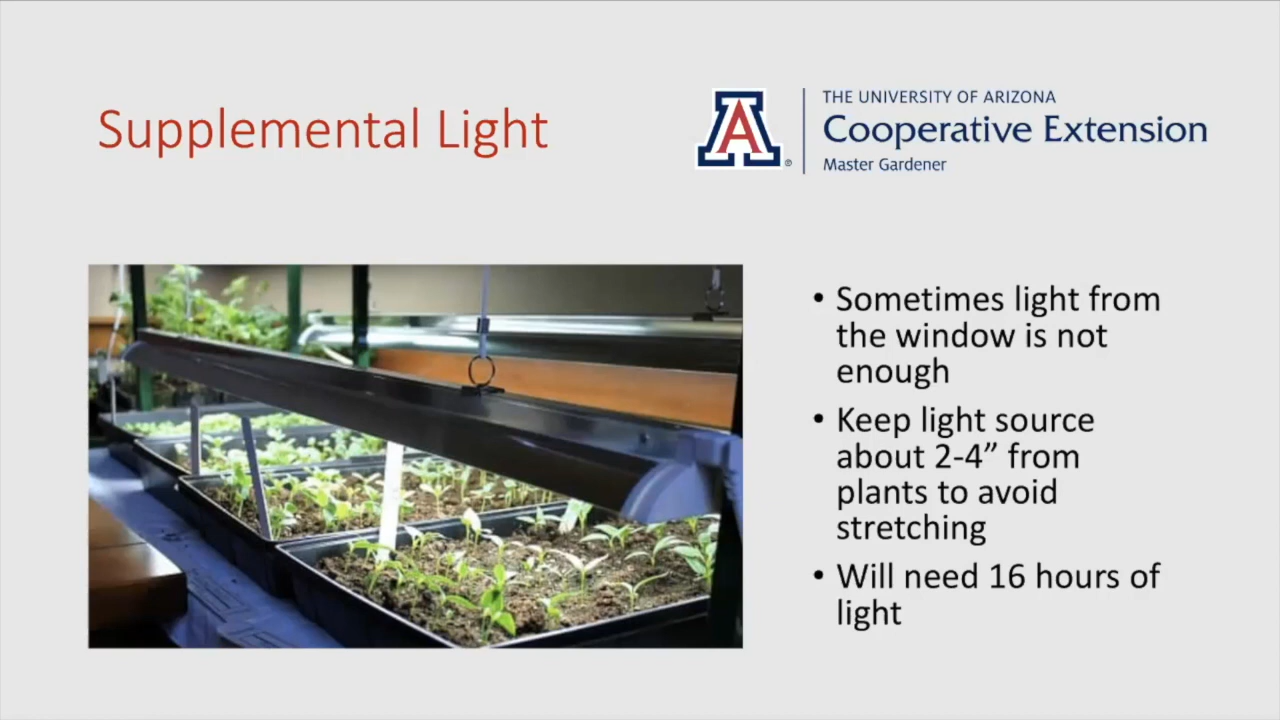 Supplemental Light
THE UNIVERSITY OF ARIZONA
Cooperative Extension
Master Gardener
A
®
• Sometimes light from
the window is not
enough
• Keep light source
about 2-4” from
plants to avoid
stretching
• Will need 16 hours of
light